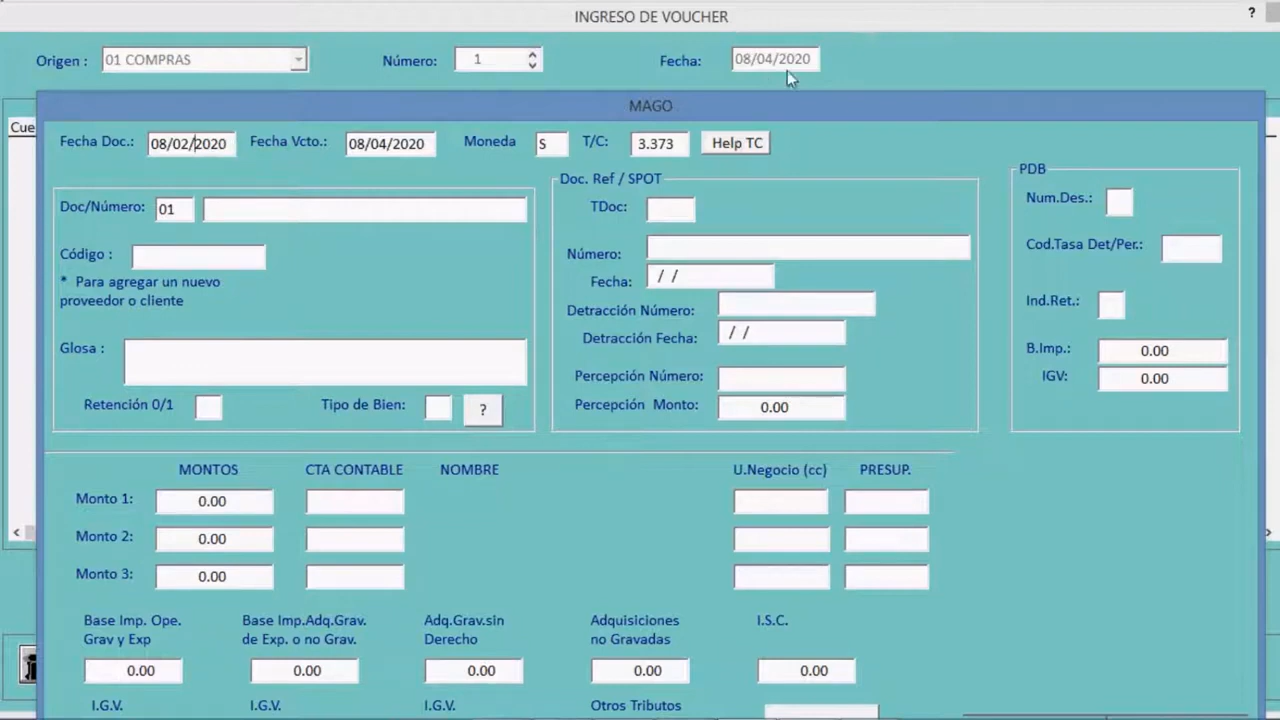 INGRESO DE VOUCHER
?
Origen : 01 COMPRAS Número: 1 Fecha: 08/04/2020
MAGO
Cue
Fecha Doc.: 08/02/2020 Fecha Vcto.: 08/04/2020 Moneda S T/C: 3.373 Help TC
Doc/Número: 01
Código :
* Para agregar un nuevo
proveedor o cliente
Glosa :
Retención 0/1 Tipo de Bien: ?
Doc. Ref / SPOT
TDoc:
Número:
Fecha: / /
Detracción Número:
Detracción Fecha: / /
Percepción Número:
Percepción Monto: 0.00
PDB
Num.Des.:
Cod.Tasa Det/Per.:
Ind.Ret.:
B.Imp.: 0.00
IGV: 0.00
MONTOS CTA CONTABLE NOMBRE U.Negocio (cc) PRESUP.
Monto 1: 0.00
Monto 2: 0.00
Monto 3: 0.00
Base Imp. Ope. Base Imp.Adq.Grav. Adq.Grav.sin Adquisiciones I.S.C.
Grav y Exp de Exp. o no Grav. Derecho no Gravadas
0.00 0.00 0.00 0.00 0.00
I.G.V. I.G.V. I.G.V. Otros Tributos